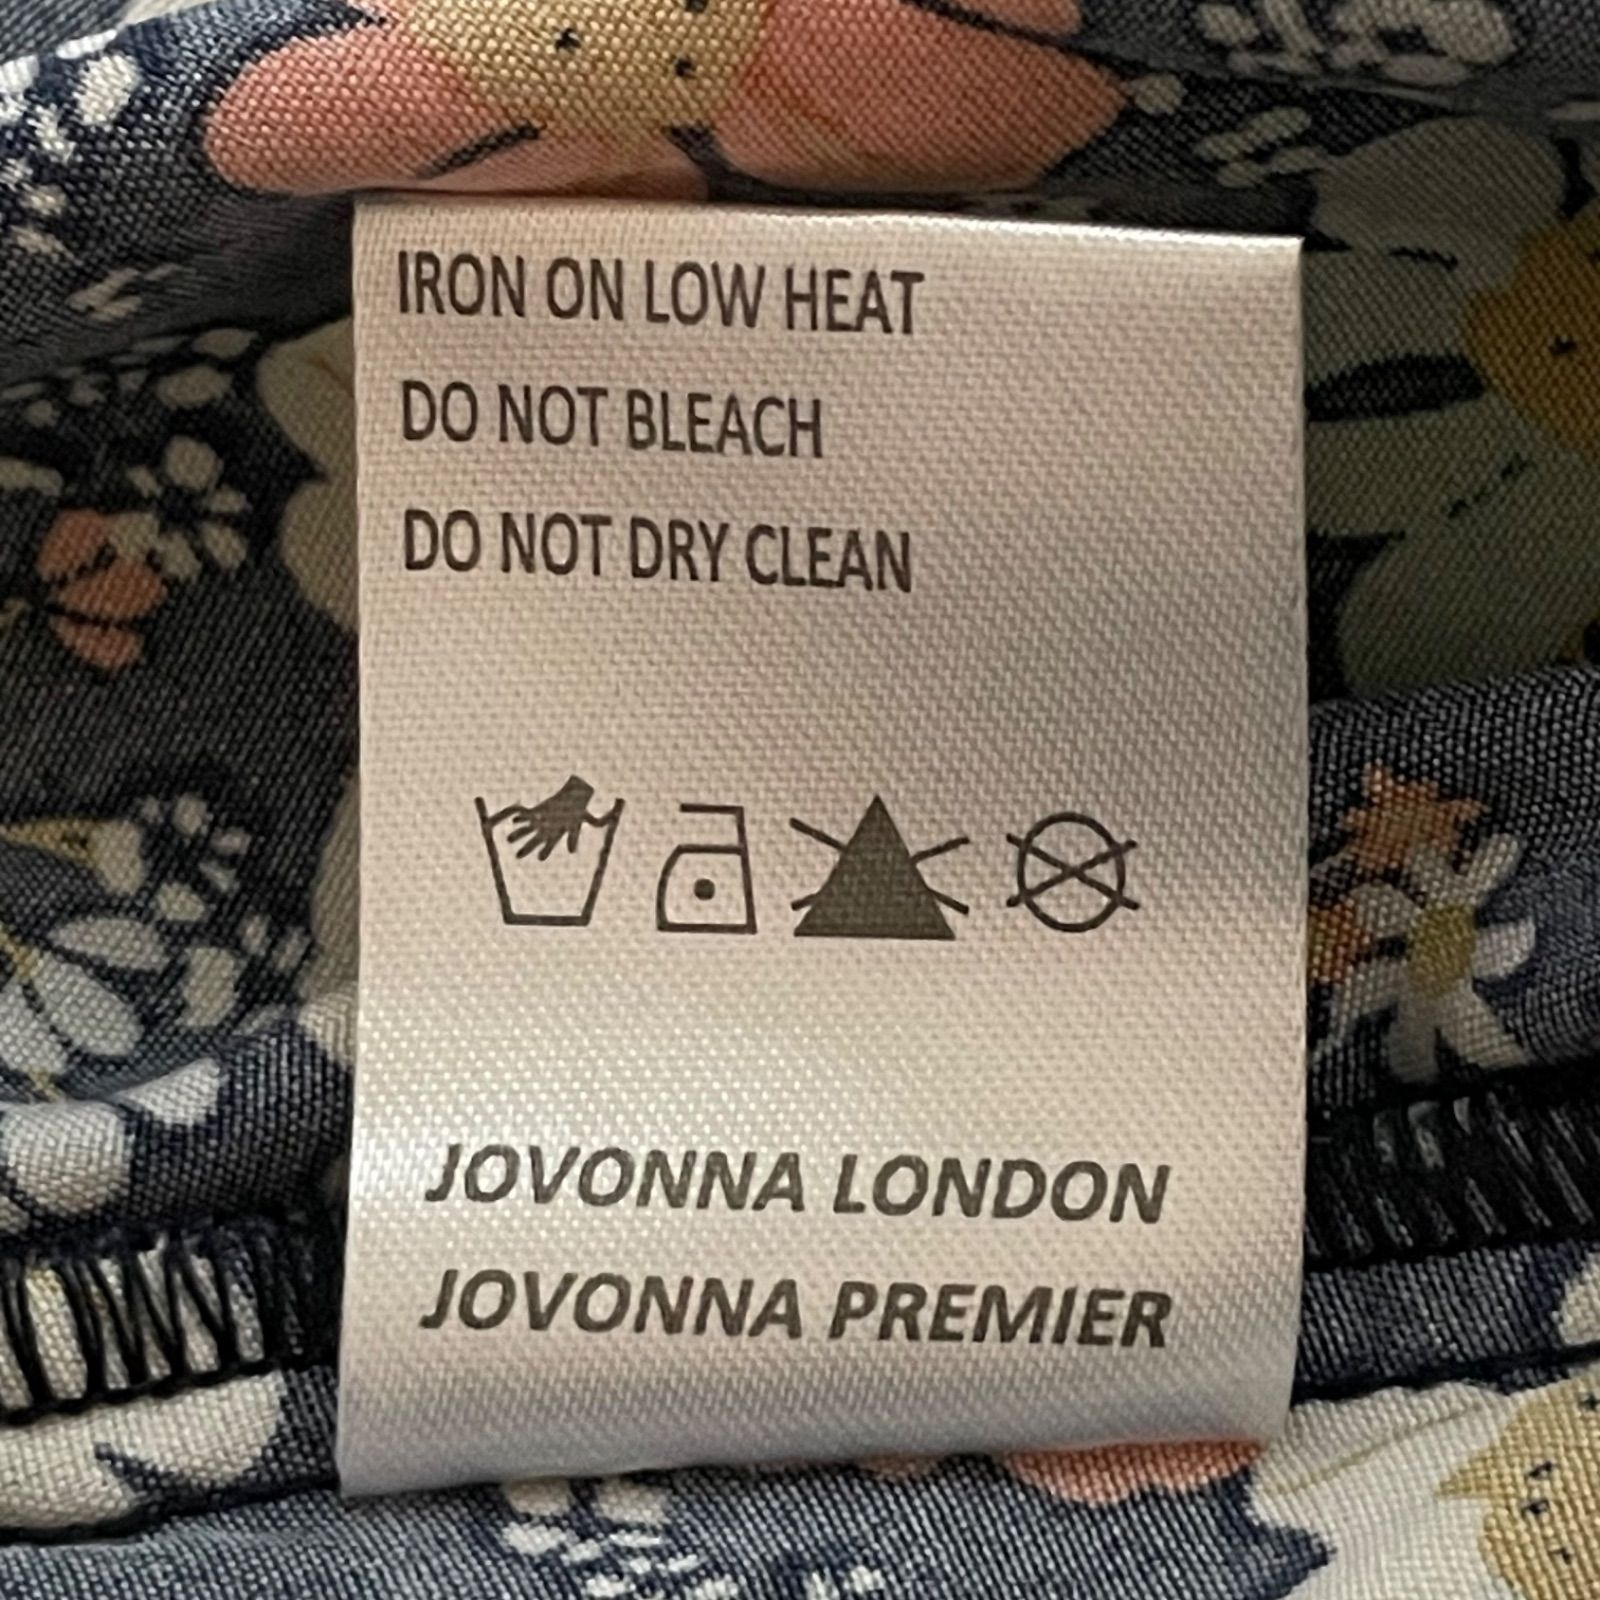 IRON ON LOW HEAT
DO NOT BLEACH
DO NOT DRY CLEAN
JOVONNA LONDON
JOVONNA PREMIER